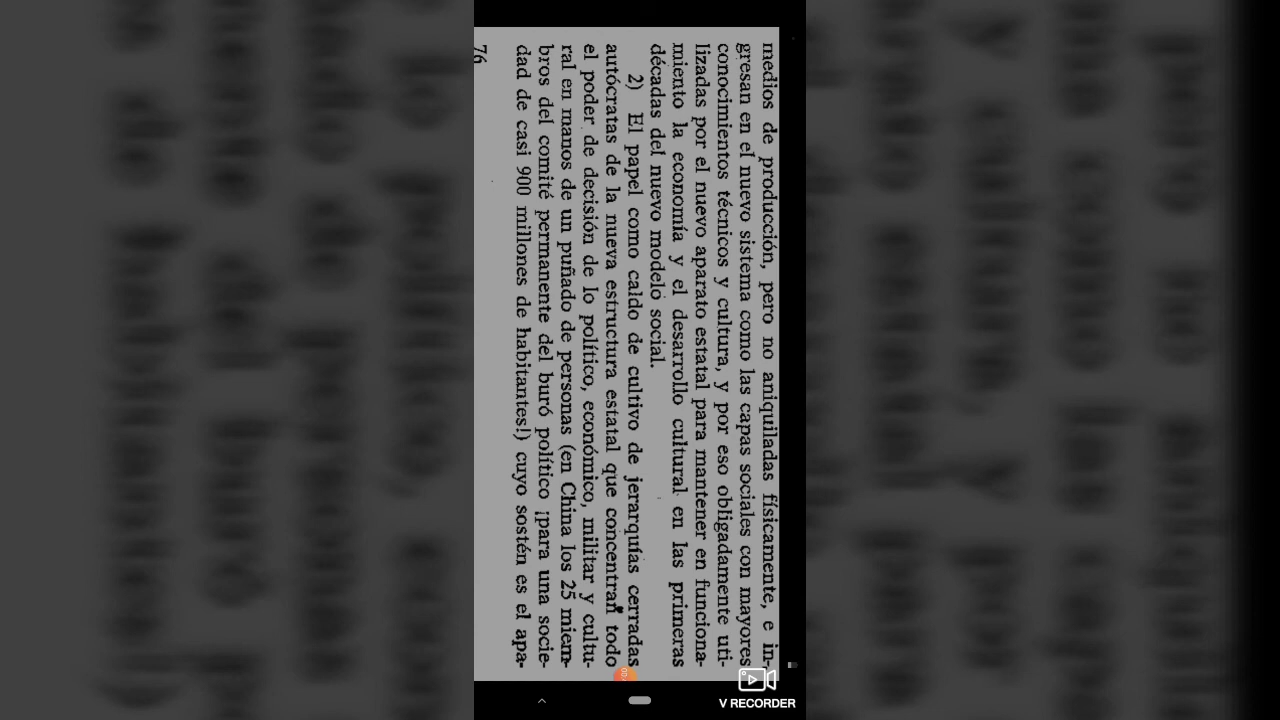 medios de producción, pero no aniquiladas físicamente, e in-
gresan en el nuevo sistema como las capas sociales con mayores
conocimientos técnicos y cultura, y por eso obligadamente uti-
lizadas por el nuevo aparato estatal para mantener en funciona-
miento la economía y el desarrollo cultural en las primeras
décadas del nuevo modelo social.
2) El papel como caldo de cultivo de jerarquías cerradas
autócratas de la nueva estructura estatal que concentran todo
el poder de decisión de lo político, económico, militar y cultu-
ral en manos de un puñado de personas (en China los 25 miem-
bros del comité permanente del buró político ¡para una socie-
dad de casi 900 millones de habitantes!) cuyo sostén es el apa-
76
V RECORDER